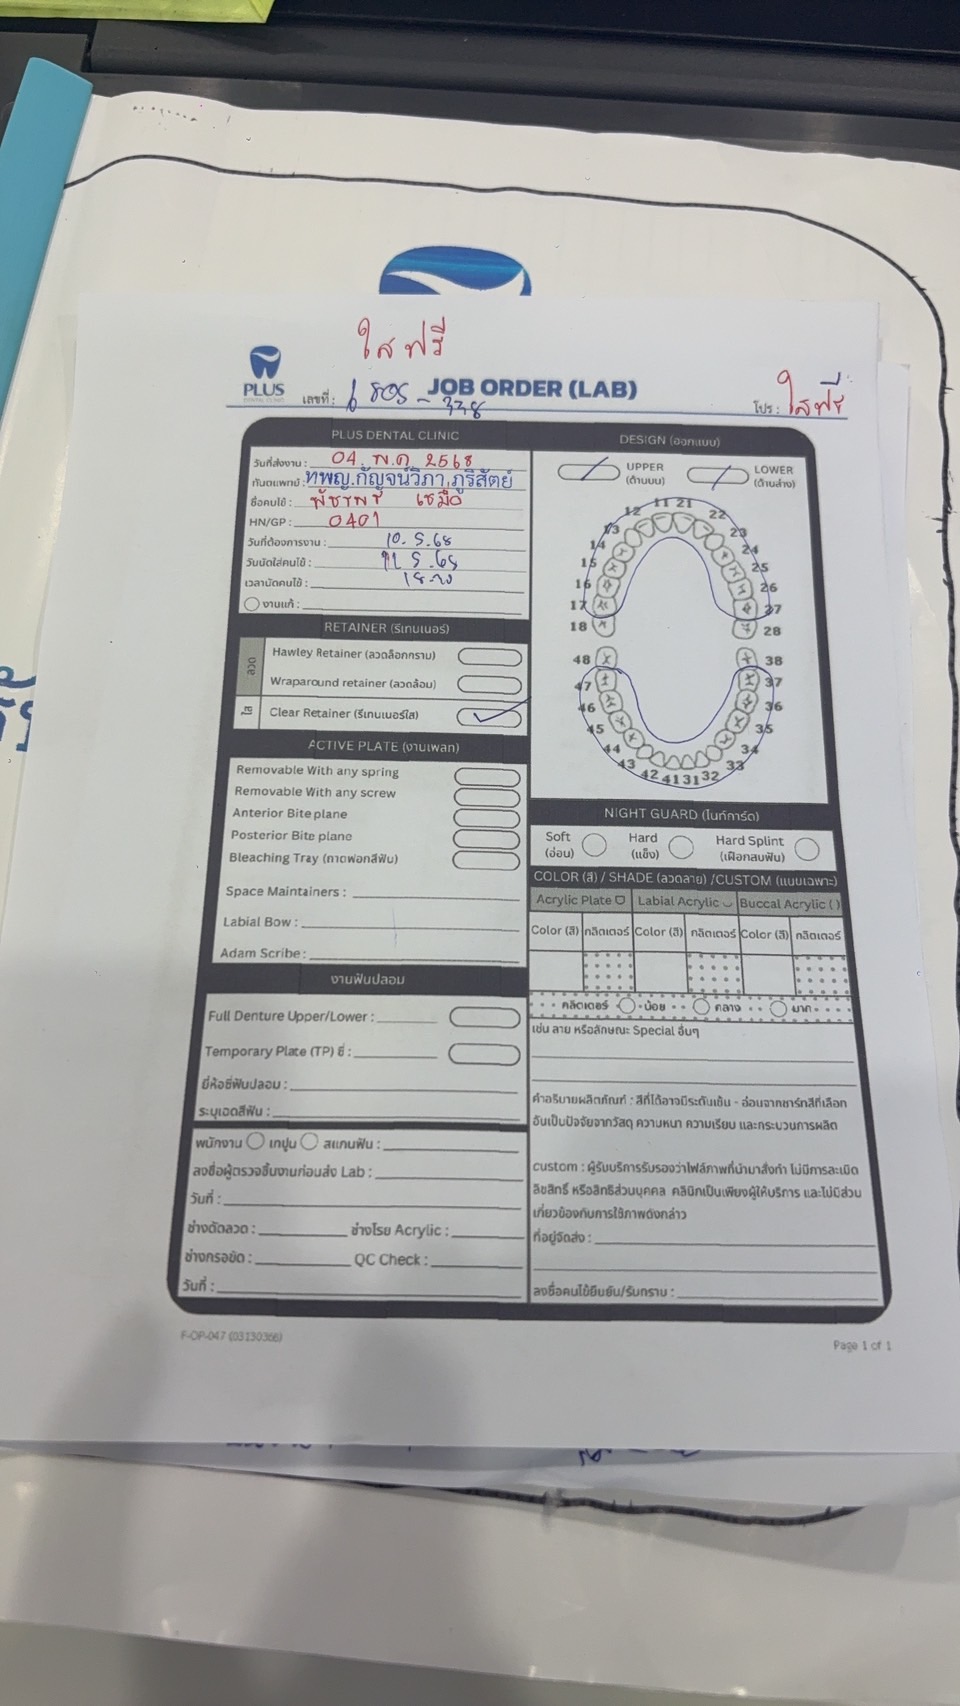 ใสฟรี
PLUS
DENTAL CLINIC
เลขที่ :
JOB ORDER (LAB)
338
โปร : ใสฟรี
PLUS DENTAL CLINIC
วันที่ส่งงาน : 04 พ.ค 2568
ทันตแพทย์ : ทพญ.กัญจน์วิภา ภูริสัตย์
ชื่อคนไข้ :
HN/GP : 0401
วันที่ต้องการงาน : 10. 5. 68
วันนัดใส่คนไข้ : 11. 5. 68
เวลานัดคนไข้ :
งานแก้ :
RETAINER (รีเทนเนอร์)
ลวด
Hawley Retainer (ลวดล็อกกราม)
Wraparound retainer (ลวดล้อม)
ใส
Clear Retainer (รีเทนเนอร์ใส)
ACTIVE PLATE (งานเพลท)
Removable With any spring
Removable With any screw
Anterior Bite plane
Posterior Bite plane
Bleaching Tray (ถาดฟอกสีฟัน)
Space Maintainers :
Labial Bow :
Adam Scribe :
งานฟันปลอม
Full Denture Upper/Lower :
Temporary Plate (TP) ซี่ :
ยี่ห้อซี่ฟันปลอม :
ระบุเฉดสีฟัน :
พนักงาน เทปูน สแกนฟัน :
ลงชื่อผู้ตรวจชิ้นงานก่อนส่ง Lab :
วันที่ :
ช่างดัดลวด : ช่างโรย Acrylic :
ช่างกรอขัด : QC Check :
วันที่ :
DESIGN (ออกแบบ)
UPPER
(ด้านบน)
LOWER
(ด้านล่าง)
11 21
12 22
13 23
14 24
15 25
16 26
17 27
18 28
48 38
47 37
46 36
45 35
44 34
43 33
42 41 31 32
NIGHT GUARD (ไนท์การ์ด)
Soft
(อ่อน)
Hard
(แข็ง)
Hard Splint
(เฝือกสบฟัน)
COLOR (สี) / SHADE (ลวดลาย) /CUSTOM (แบบเฉพาะ)
Acrylic Plate Labial Acrylic Buccal Acrylic ( )
Color (สี) กลิตเตอร์ Color (สี) กลิตเตอร์ Color (สี) กลิตเตอร์
กลิตเตอร์ น้อย กลาง มาก
เช่น ลาย หรือลักษณะ Special อื่นๆ
คำอธิบายผลิตภัณฑ์ : สีที่ได้อาจมีระดับเข้ม - อ่อนจากชาร์ทสีที่เลือก
อันเป็นปัจจัยจากวัสดุ ความหนา ความเรียบ และกระบวนการผลิต
custom : ผู้รับบริการรับรองว่าไฟล์ภาพที่นำมาสั่งทำ ไม่มีการละเมิด
ลิขสิทธิ์ หรือสิทธิส่วนบุคคล คลินิกเป็นเพียงผู้ให้บริการ และไม่มีส่วน
เกี่ยวข้องกับการใช้ภาพดังกล่าว
ที่อยู่จัดส่ง :
ลงชื่อคนไข้ยืนยัน/รับทราบ :
F-OP-047 (03130366)
Page 1 of 1